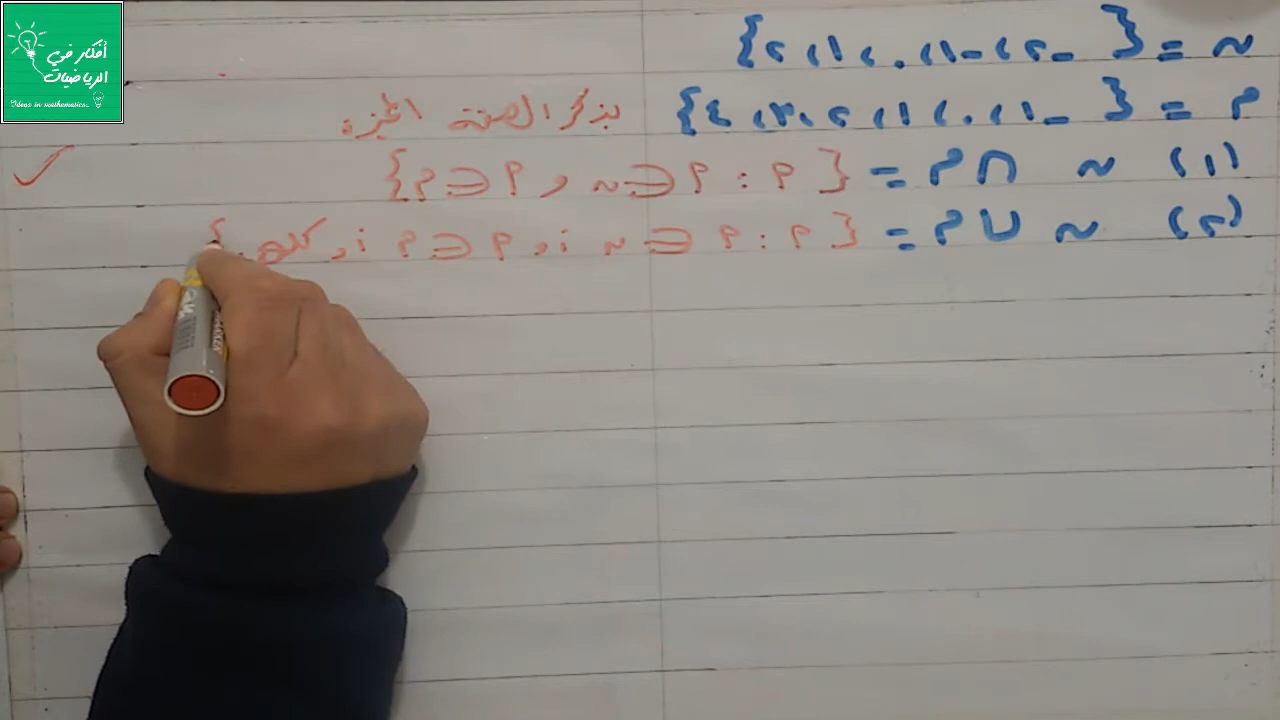 أفكار في
الرياضيات
Ideas in mathematics
س = { -٢ ، -١ ، ٠ ، ١ ، ٢ }
م = { -١ ، ٠ ، ١ ، ٢ ، ٣ ، ٤ } بذكر الصفة المميزة
(١) س ∩ م = { م : م ∈ س و م ∈ م }
(٢) س ∪ م = { م : م ∈ س أو م ∈ م أو كلاهما }